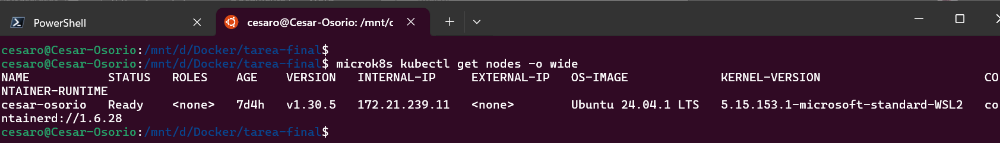 PowerShell
cesaro@Cesar-Osorio: /mnt/c
cesaro@Cesar-Osorio:/mnt/d/Docker/tarea-final$
cesaro@Cesar-Osorio:/mnt/d/Docker/tarea-final$ microk8s kubectl get nodes -o wide
NAME           STATUS   ROLES    AGE    VERSION   INTERNAL-IP     EXTERNAL-IP   OS-IMAGE             KERNEL-VERSION                       CO
NTAINER-RUNTIME
cesar-osorio   Ready    <none>   7d4h   v1.30.5   172.21.239.11   <none>        Ubuntu 24.04.1 LTS   5.15.153.1-microsoft-standard-WSL2   co
ntainerd://1.6.28
cesaro@Cesar-Osorio:/mnt/d/Docker/tarea-final$